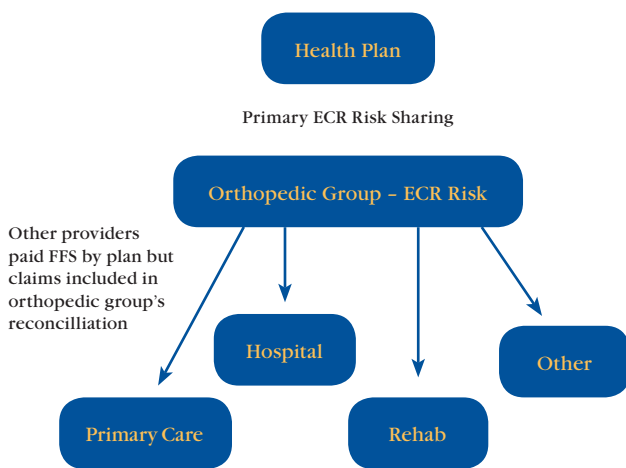 Health Plan
Primary ECR Risk Sharing
Orthopedic Group – ECR Risk
Other providers
paid FFS by plan but
claims included in
orthopedic group's
reconcilliation
Hospital
Other
Primary Care
Rehab